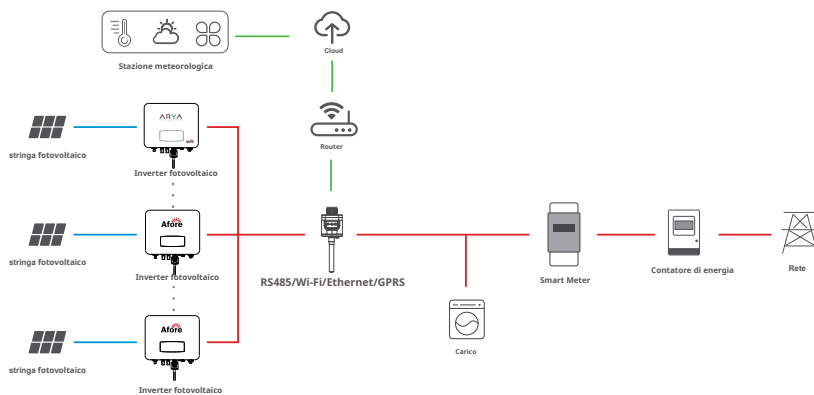 Cloud
Stazione meteorologica
ARYA
Router
stringa fotovoltaico
Inverter fotovoltaico
Afore
stringa fotovoltaico
Inverter fotovoltaico
RS485/Wi-Fi/Ethernet/GPRS
Smart Meter
Contatore di energia
Rete
Afore
Carico
stringa fotovoltaico
Inverter fotovoltaico